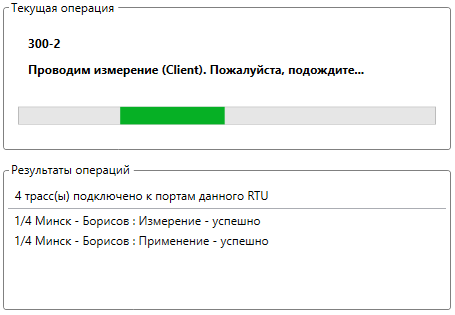 Текущая операция
300-2
Проводим измерение (Client). Пожалуйста, подождите...
Результаты операций
4 трасс(ы) подключено к портам данного RTU
1/4 Минск - Борисов : Измерение - успешно
1/4 Минск - Борисов : Применение - успешно